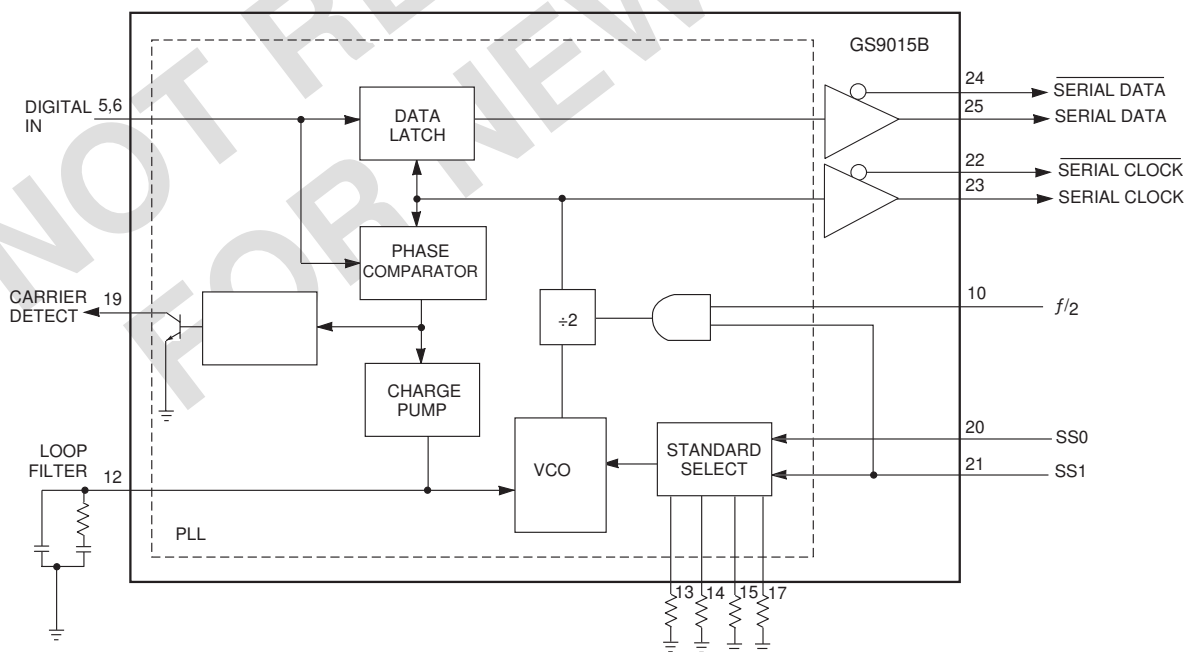 NOT RE
FOR NEW
GS9015B
DIGITAL 5,6
IN
DATA
LATCH
24
SERIAL DATA
25
SERIAL DATA
22
SERIAL CLOCK
23
SERIAL CLOCK
PHASE
COMPARATOR
CARRIER 19
DETECT
÷2
10
ƒ/2
CHARGE
PUMP
20
SS0
STANDARD
SELECT
VCO
21
SS1
LOOP
FILTER
12
PLL
13
14
15
17